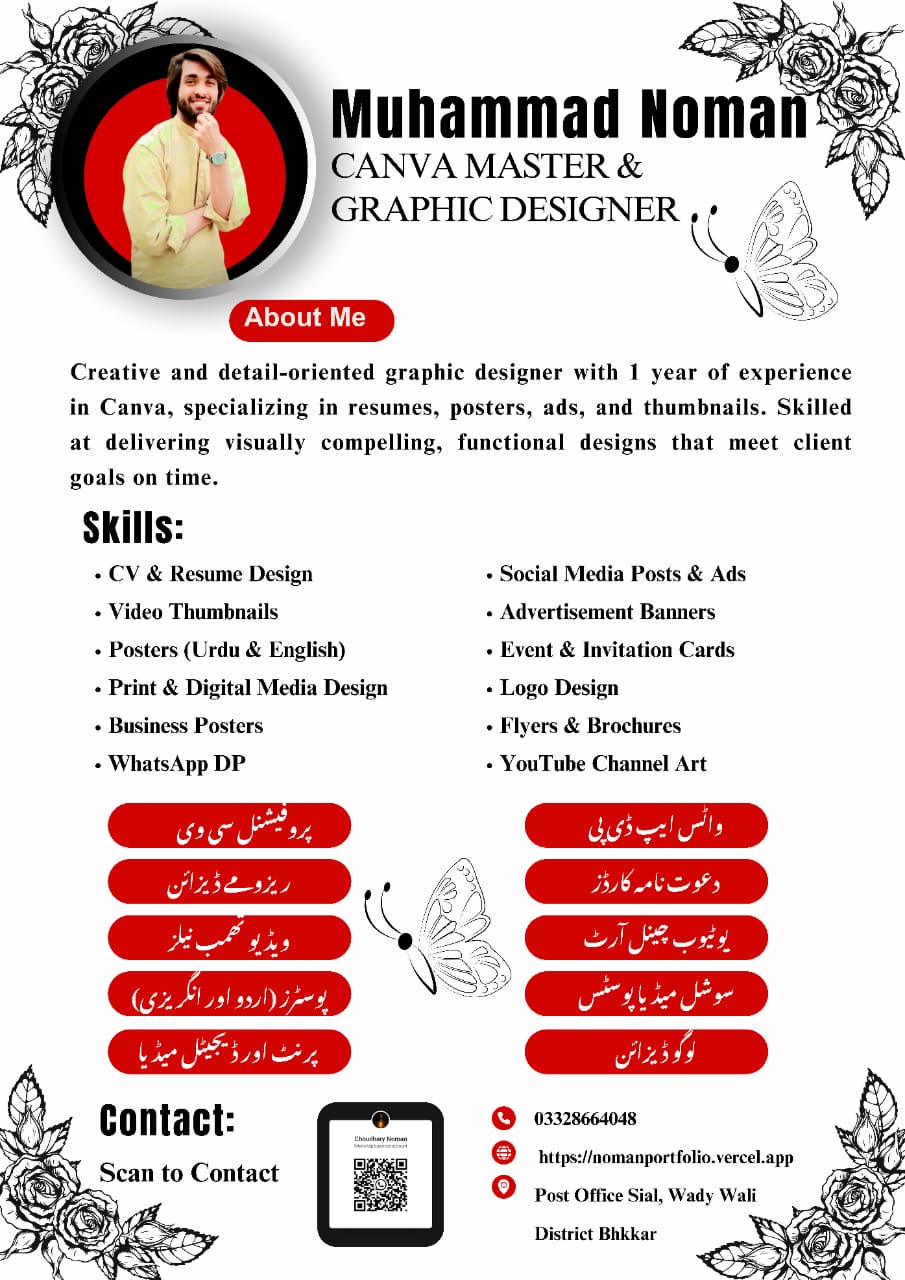 Muhammad Noman
CANVA MASTER &
GRAPHIC DESIGNER
About Me
Creative and detail-oriented graphic designer with 1 year of experience
in Canva, specializing in resumes, posters, ads, and thumbnails. Skilled
at delivering visually compelling, functional designs that meet client
goals on time.
Skills:
• CV & Resume Design
• Video Thumbnails
• Posters (Urdu & English)
• Print & Digital Media Design
• Business Posters
• WhatsApp DP
• Social Media Posts & Ads
• Advertisement Banners
• Event & Invitation Cards
• Logo Design
• Flyers & Brochures
• YouTube Channel Art
پروفیشنل سی وی
ریزومے ڈیزائن
ویڈیو تھمب نیلز
پوسٹرز (اردو اور انگریزی)
پرنٹ اور ڈیجیٹل میڈیا
واٹس ایپ ڈی پی
دعوت نامہ کارڈز
یوٹیوب چینل آرٹ
سوشل میڈیا پوسٹس
لوگو ڈیزائن
Contact:
Scan to Contact
Choudhary Noman
WhatsApp business account
03328664048
https://nomanportfolio.vercel.app
Post Office Sial, Wady Wali
District Bhkkar